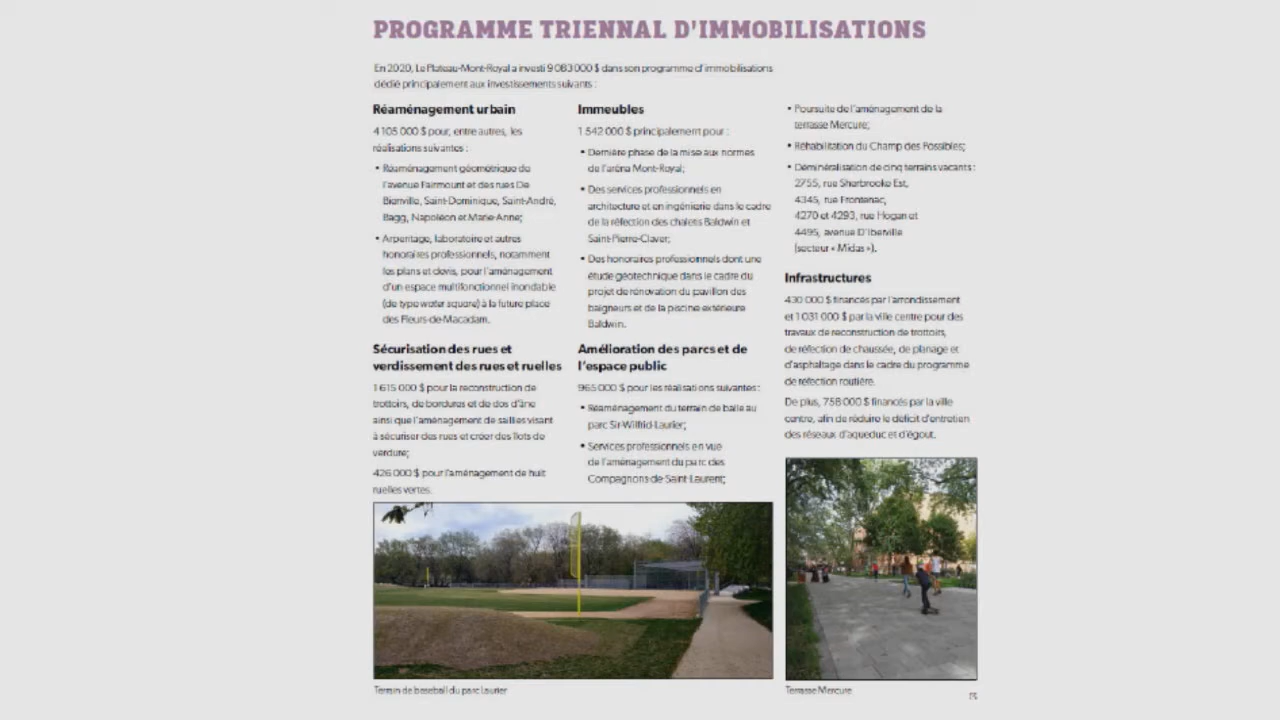 PROGRAMME TRIENNAL D'IMMOBILISATIONS
En 2020, Le Plateau-Mont-Royal a investi 9 083 000 $ dans son programme d'immobilisations
dédié principalement aux investissements suivants :
Réaménagement urbain
4 105 000 $ pour, entre autres, les
réalisations suivantes :
• Réaménagement géométrique de
l'avenue Fairmount et des rues De
Bienville, Saint-Dominique, Saint-André,
Bagg, Napoléon et Marie-Anne;
• Arpentage, laboratoire et autres
honoraires professionnels, notamment
les plans et devis, pour l'aménagement
d'un espace multifonctionnel inondable
(de type water square) à la future place
des Fleurs-de-Macadam.
Sécurisation des rues et
verdissement des rues et ruelles
1 615 000 $ pour la reconstruction de
trottoirs, de bordures et de dos d'âne
ainsi que l'aménagement de saillies visant
à sécuriser des rues et créer des îlots de
verdure;
426 000 $ pour l'aménagement de huit
ruelles vertes.
Immeubles
1 542 000 $ principalement pour :
• Dernière phase de la mise aux normes
de l'aréna Mont-Royal;
• Des services professionnels en
architecture et en ingénierie dans le cadre
de la réfection des chalets Baldwin et
Saint-Pierre-Claver;
• Des honoraires professionnels dont une
étude géotechnique dans le cadre du
projet de rénovation du pavillon des
baigneurs et de la piscine extérieure
Baldwin.
Amélioration des parcs et de
l'espace public
965 000 $ pour les réalisations suivantes :
• Réaménagement du terrain de balle au
parc Sir-Wilfrid-Laurier;
• Services professionnels en vue
de l'aménagement du parc des
Compagnons-de-Saint-Laurent;
• Poursuite de l'aménagement de la
terrasse Mercure;
• Réhabilitation du Champ des Possibles;
• Déminéralisation de cinq terrains vacants :
2755, rue Sherbrooke Est,
4345, rue Frontenac,
4270 et 4293, rue Hogan et
4495, avenue D'Iberville
(secteur « Midas »).
Infrastructures
430 000 $ financés par l'arrondissement
et 1 031 000 $ par la ville centre pour des
travaux de reconstruction de trottoirs,
de réfection de chaussée, de planage et
d'asphaltage dans le cadre du programme
de réfection routière.
De plus, 758 000 $ financés par la ville
centre, afin de réduire le déficit d'entretien
des réseaux d'aqueduc et d'égout.
Terrain de baseball du parc Laurier
Terrasse Mercure